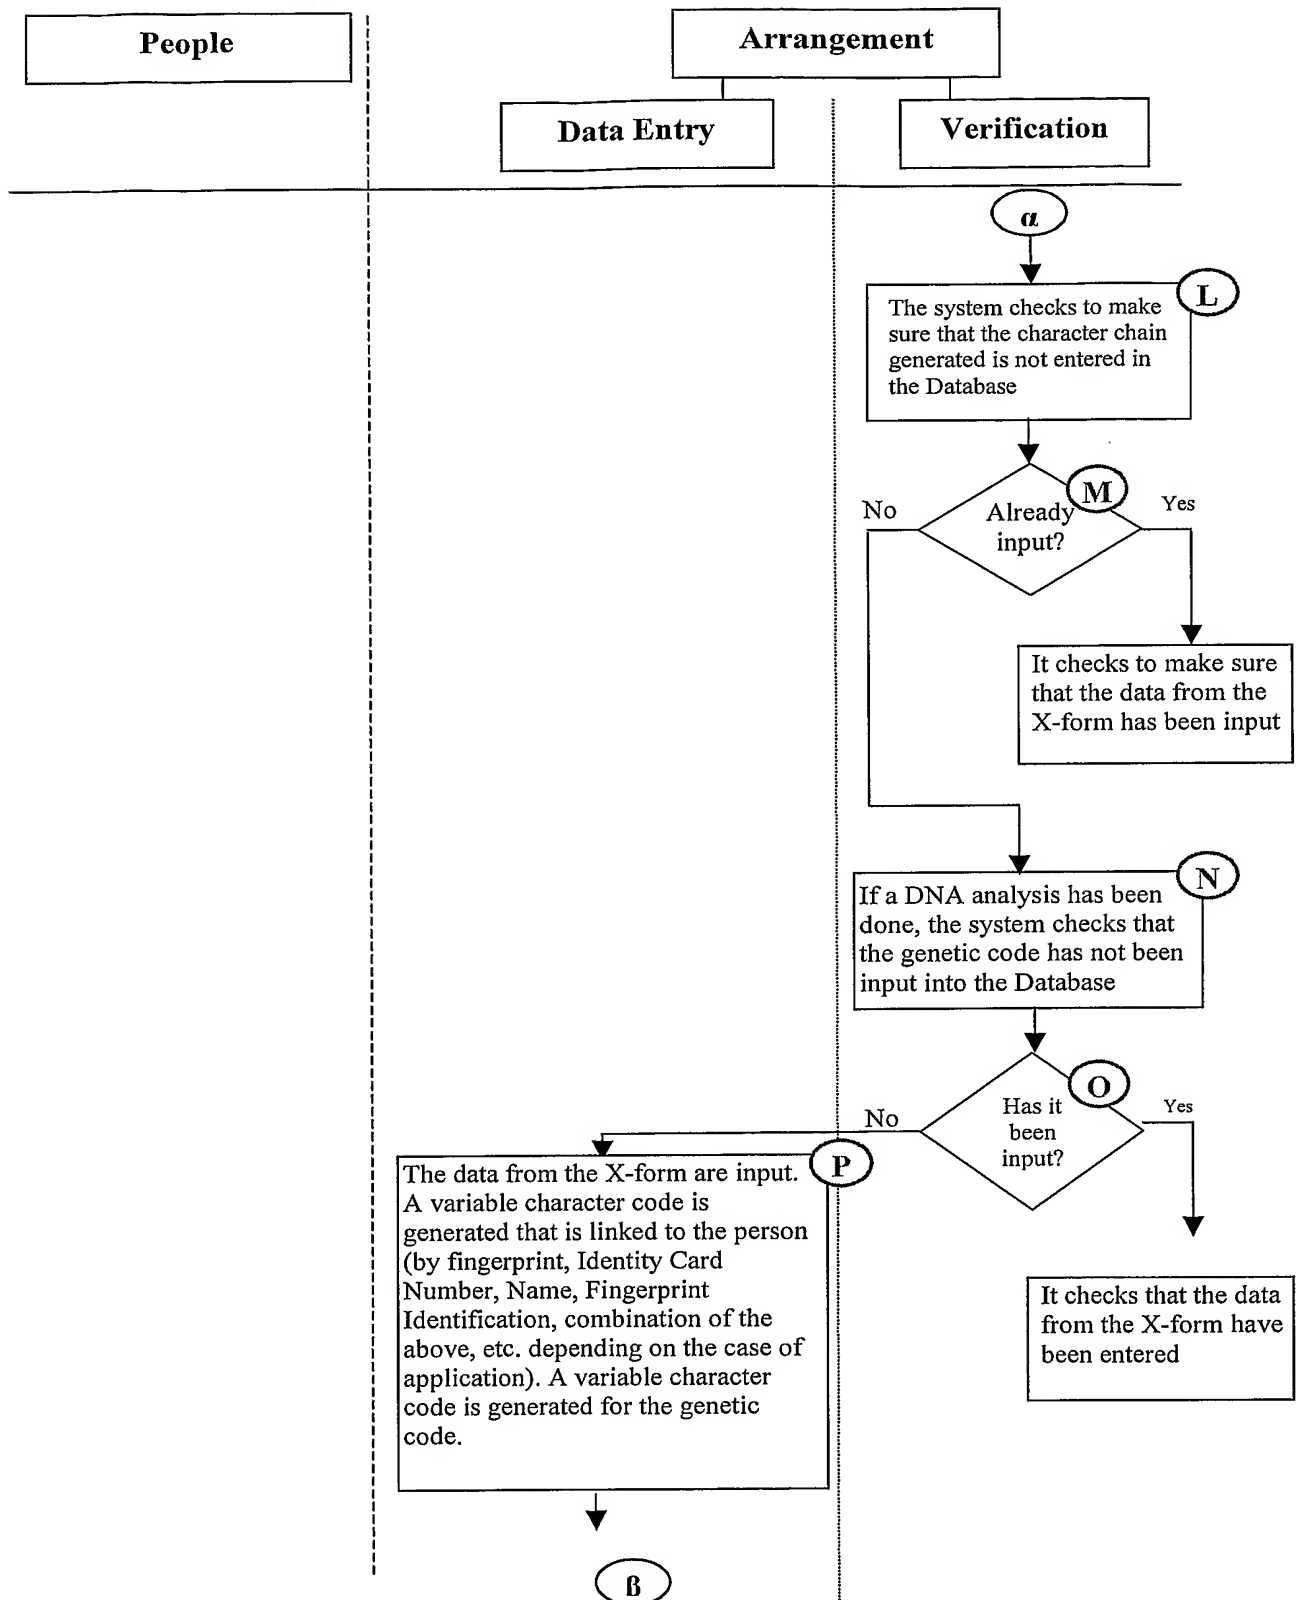 People
Arrangement
Data Entry
Verification
α
L
The system checks to make
sure that the character chain
generated is not entered in
the Database
M
No
Already
input?
Yes
It checks to make sure
that the data from the
X-form has been input
N
If a DNA analysis has been
done, the system checks that
the genetic code has not been
input into the Database
O
No
Has it
been
input?
Yes
P
The data from the X-form are input.
A variable character code is
generated that is linked to the person
(by fingerprint, Identity Card
Number, Name, Fingerprint
Identification, combination of the
above, etc. depending on the case of
application). A variable character
code is generated for the genetic
code.
It checks that the data
from the X-form have
been entered
ß